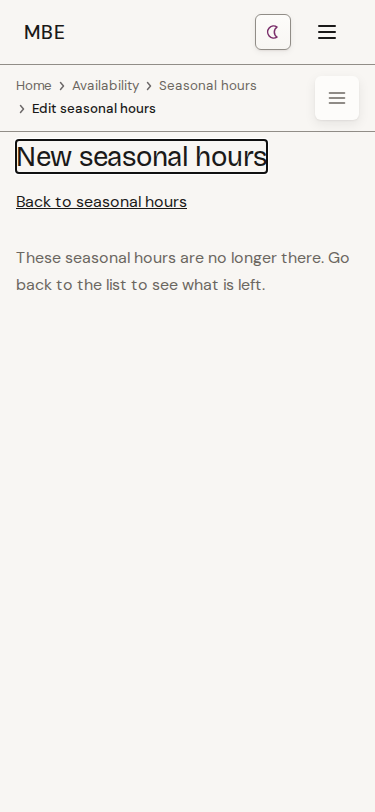 MBE
Home > Availability > Seasonal hours
> Edit seasonal hours
New seasonal hours
Back to seasonal hours
These seasonal hours are no longer there. Go
back to the list to see what is left.